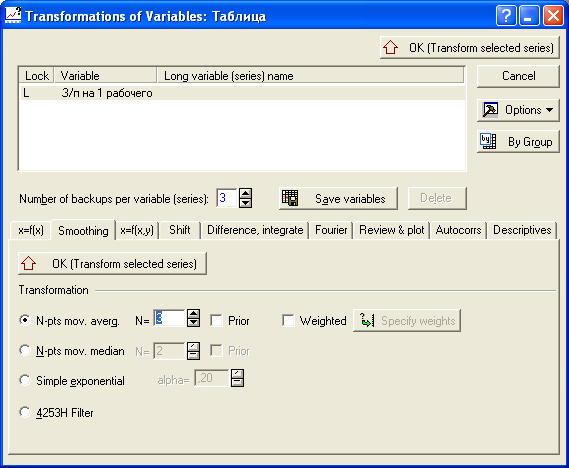 Transformations of Variables: Таблица
OK (Transform selected series)
Lock Variable Long variable (series) name
L З/п на 1 рабочего
Cancel
Options
By Group
Number of backups per variable (series): 3 Save variables Delete
x=f(x) Smoothing x=f(x,y) Shift Difference, integrate Fourier Review & plot Autocorrs Descriptives
OK (Transform selected series)
Transformation
N-pts mov. averg. N= 3 Prior Weighted Specify weights
N-pts mov. median N= 2 Prior
Simple exponential alpha= .20
4253H Filter